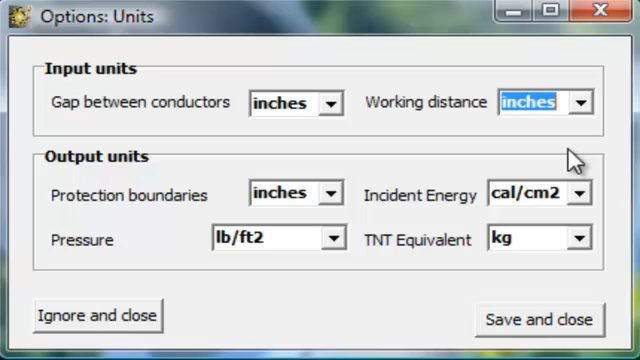 Options: Units
Input units
Gap between conductors inches Working distance inches
Output units
Protection boundaries inches Incident Energy cal/cm2
Pressure lb/ft2 TNT Equivalent kg
Ignore and close Save and close